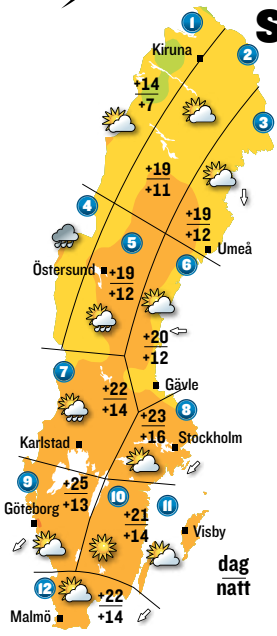 S
1
Kiruna
2
+14
+7
3
+19
+11
4
+19
+12
5
Umeå
6
Östersund
+19
+12
+20
+12
7
Gävle
+22
+14
8
+23
+16
Karlstad
Stockholm
9
+25
+13
10
11
Göteborg
+21
+14
Visby
dag
natt
12
+22
+14
Malmö